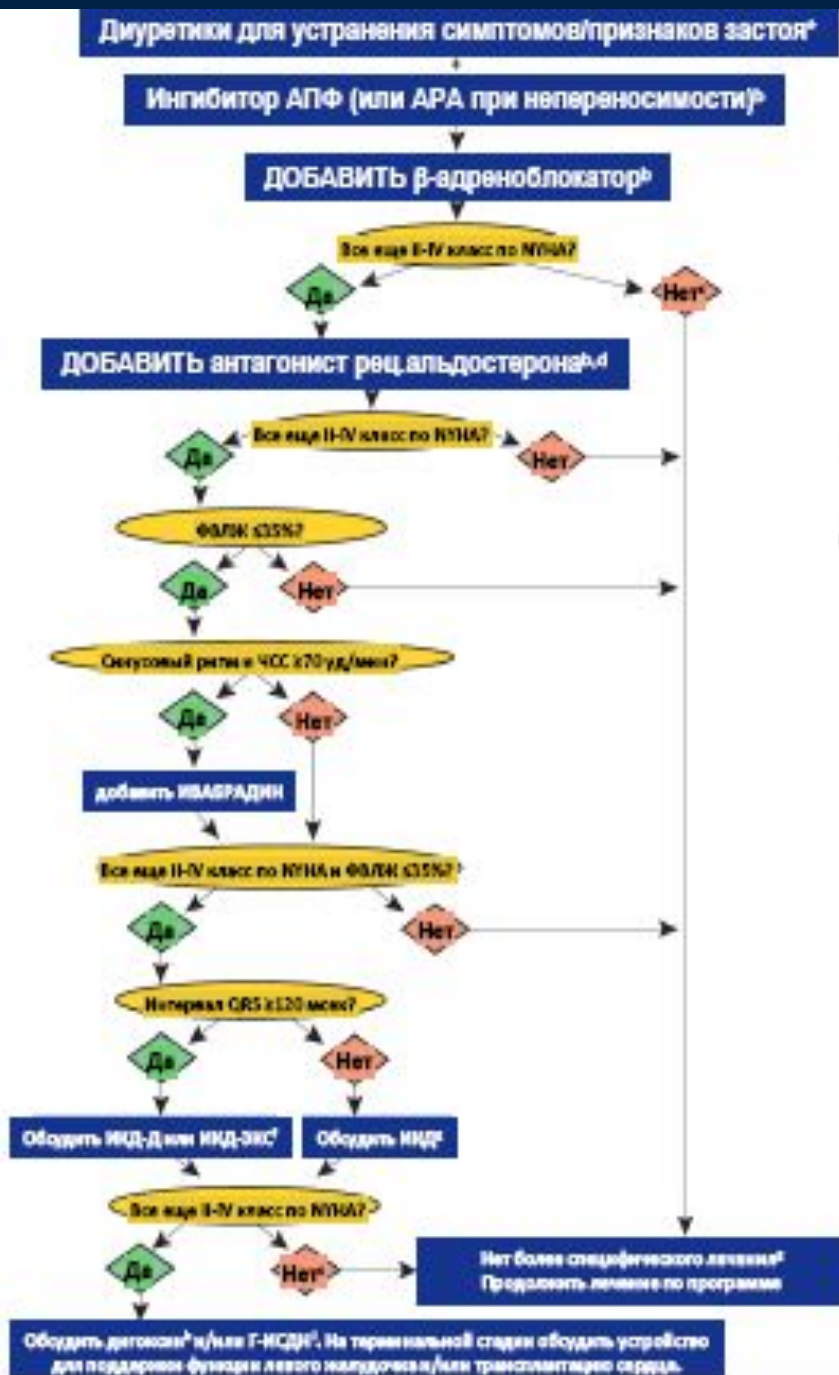 Диуретики для устранения симптомов/признаков застоя
Ингибитор АПФ (или АРА при непереносимости)ᵇ
ДОБАВИТЬ β-адреноблокаторᵇ
Все еще II-IV класс по NYHA?
Да
Нет
ДОБАВИТЬ антагонист рец.альдостеронаᵇ,ᵈ
Все еще II-IV класс по NYHA?
Да
Нет
ФВЛЖ ≤35%?
Да
Нет
Синусовый ритм и ЧСС ≥70 уд/мин?
Да
Нет
добавить ИВАБРАДИН
Все еще II-IV класс по NYHA и ФВЛЖ ≤35%?
Да
Нет
Интервал QRS ≥120 мсек?
Да
Нет
Обсудить ИКД-Д или ИКД-ЭКС
Обсудить ИКД
Все еще II-IV класс по NYHA?
Да
Нет
Нет более специфического лечения
Продолжить лечение по программе
Обсудить дигоксин и/или Г-ИСДН. На терминальной стадии обсудить устройство
для поддержки функции левого желудочка и/или трансплантацию сердца.